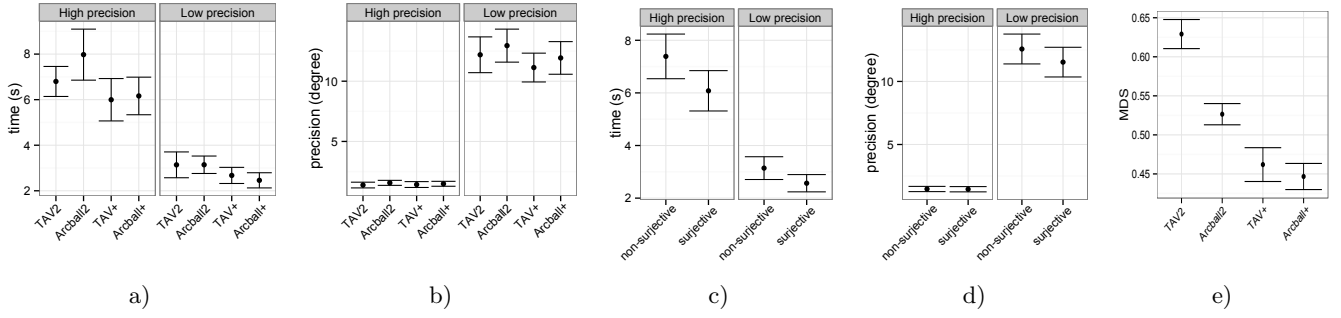 High precision Low precision
time (s)
8
6
4
2
TAV2 Arcball2 TAV+ Arcball+ TAV2 Arcball2 TAV+ Arcball+
a)
High precision Low precision
precision (degree)
10
5
TAV2 Arcball2 TAV+ Arcball+ TAV2 Arcball2 TAV+ Arcball+
b)
High precision Low precision
time (s)
8
6
4
2
non-surjective surjective non-surjective surjective
c)
High precision Low precision
precision (degree)
10
5
non-surjective surjective non-surjective surjective
d)
MDS
0.65
0.60
0.55
0.50
0.45
TAV2 Arcball2 TAV+ Arcball+
e)